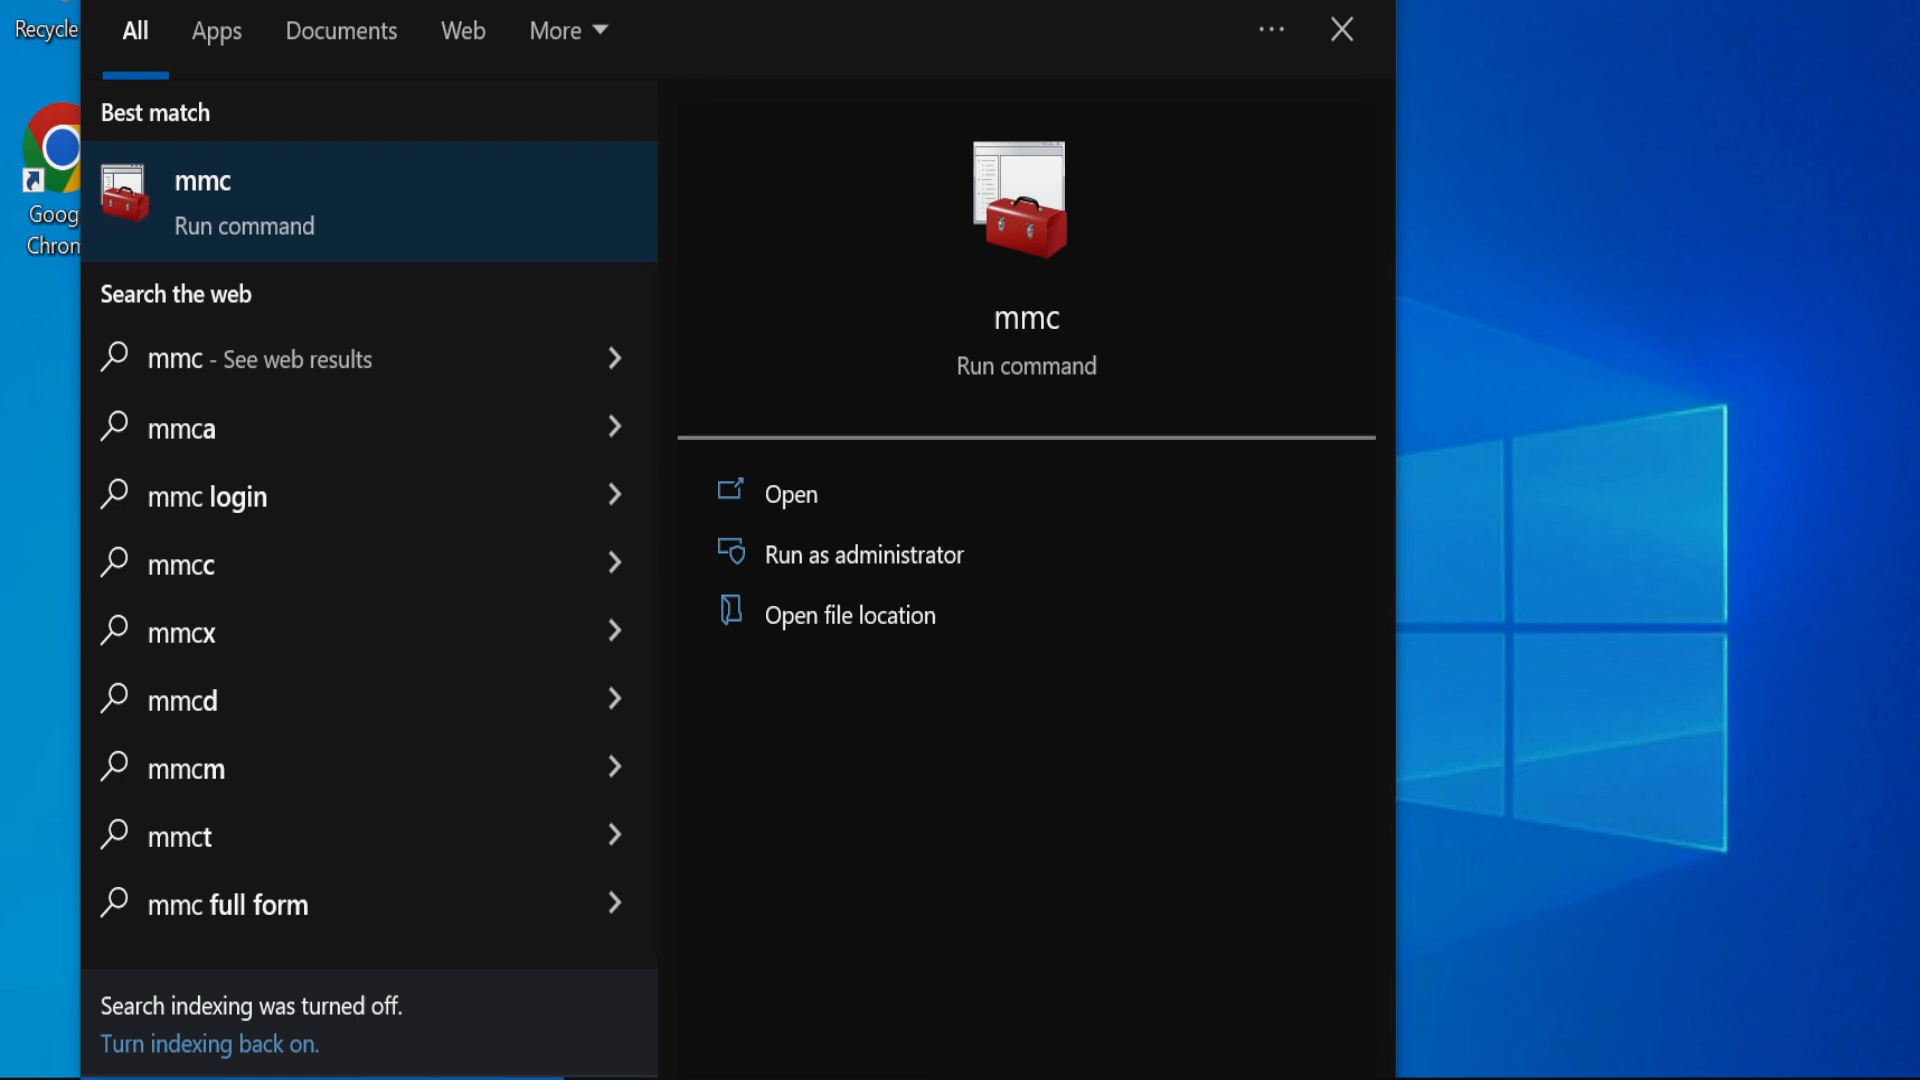 Recycle
All
Apps
Documents
Web
More
Goog
Chrom
Best match
mmc
Run command
Search the web
mmc - See web results
mmca
mmc login
mmcc
mmcx
mmcd
mmcm
mmct
mmc full form
Search indexing was turned off.
Turn indexing back on.
mmc
Run command
Open
Run as administrator
Open file location